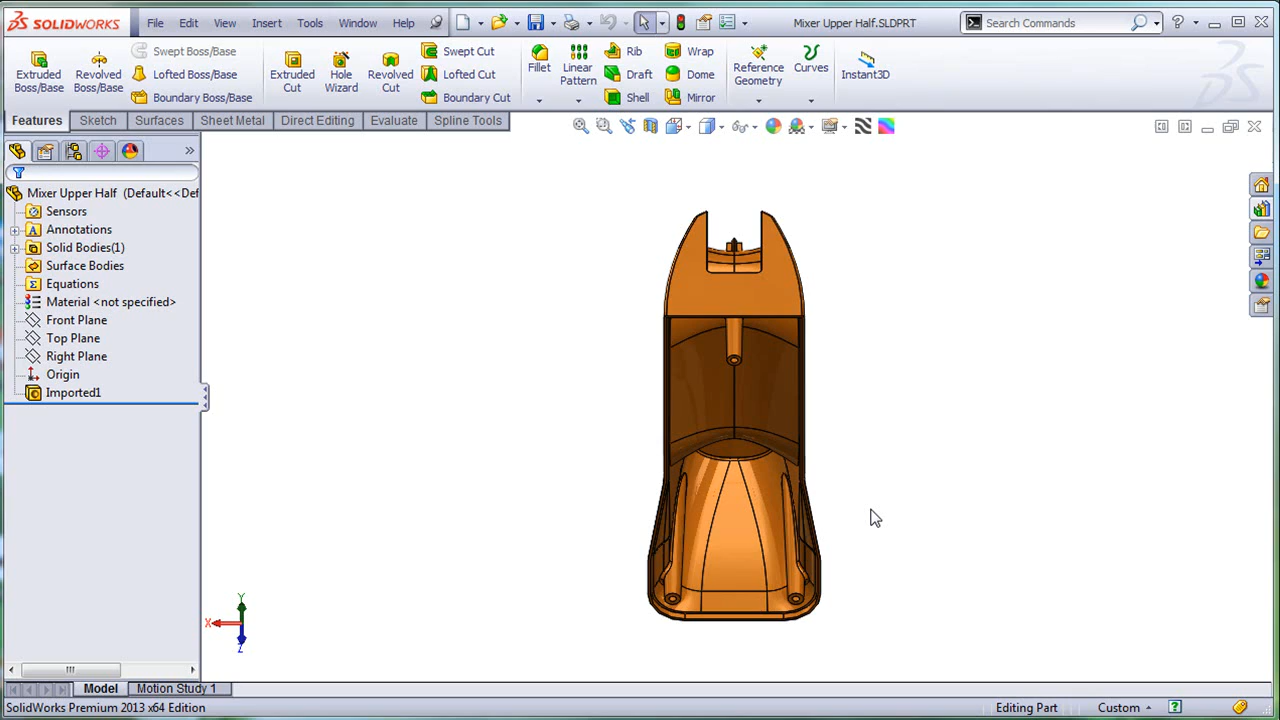 SOLIDWORKS File Edit View Insert Tools Window Help Mixer Upper Half.SLDPRT Search Commands
Extruded Boss/Base
Revolved Boss/Base
Swept Boss/Base
Lofted Boss/Base
Boundary Boss/Base
Extruded Cut
Hole Wizard
Revolved Cut
Swept Cut
Lofted Cut
Boundary Cut
Fillet
Linear Pattern
Rib
Draft
Shell
Wrap
Dome
Mirror
Reference Geometry
Curves
Instant3D
Features Sketch Surfaces Sheet Metal Direct Editing Evaluate Spline Tools
Mixer Upper Half (Default<<Def
Sensors
Annotations
Solid Bodies(1)
Surface Bodies
Equations
Material <not specified>
Front Plane
Top Plane
Right Plane
Origin
Imported1
Y
X
Z
Model Motion Study 1
SolidWorks Premium 2013 x64 Edition Editing Part Custom